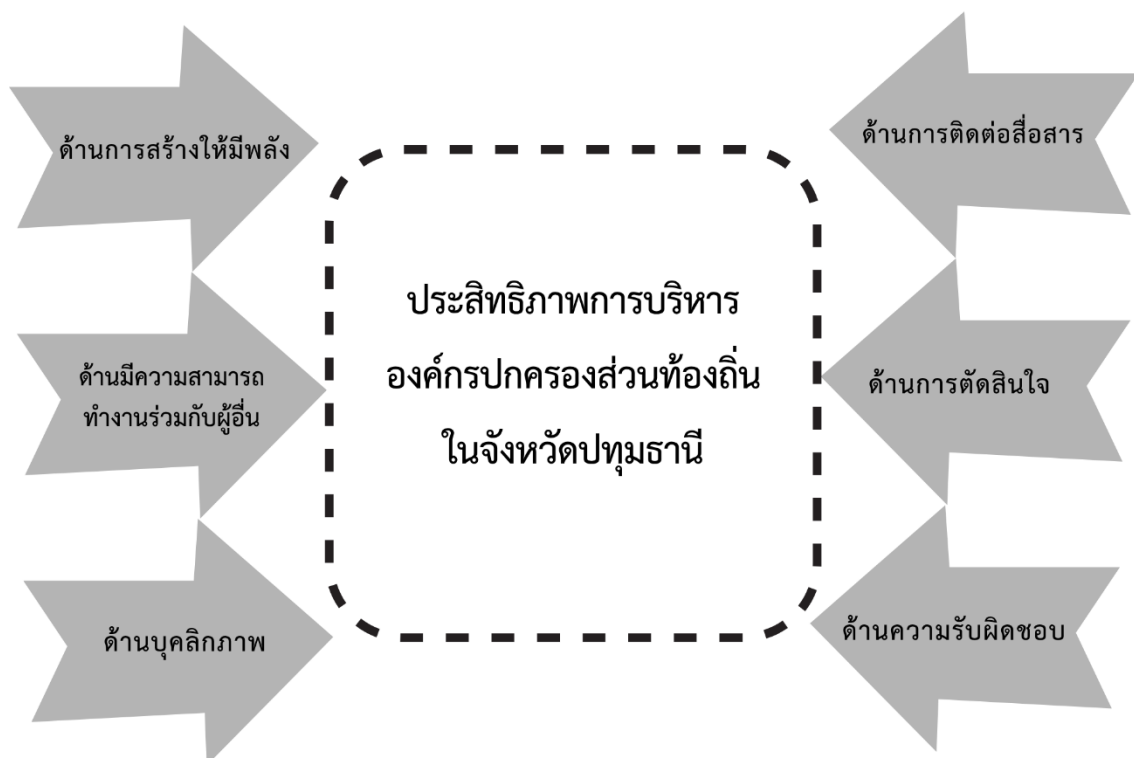 ด้านการสร้างให้มีพลัง
ด้านการติดต่อสื่อสาร
ประสิทธิภาพการบริหาร
องค์กรปกครองส่วนท้องถิ่น
ในจังหวัดปทุมธานี
ด้านมีความสามารถ
ทำงานร่วมกับผู้อื่น
ด้านการตัดสินใจ
ด้านบุคลิกภาพ
ด้านความรับผิดชอบ